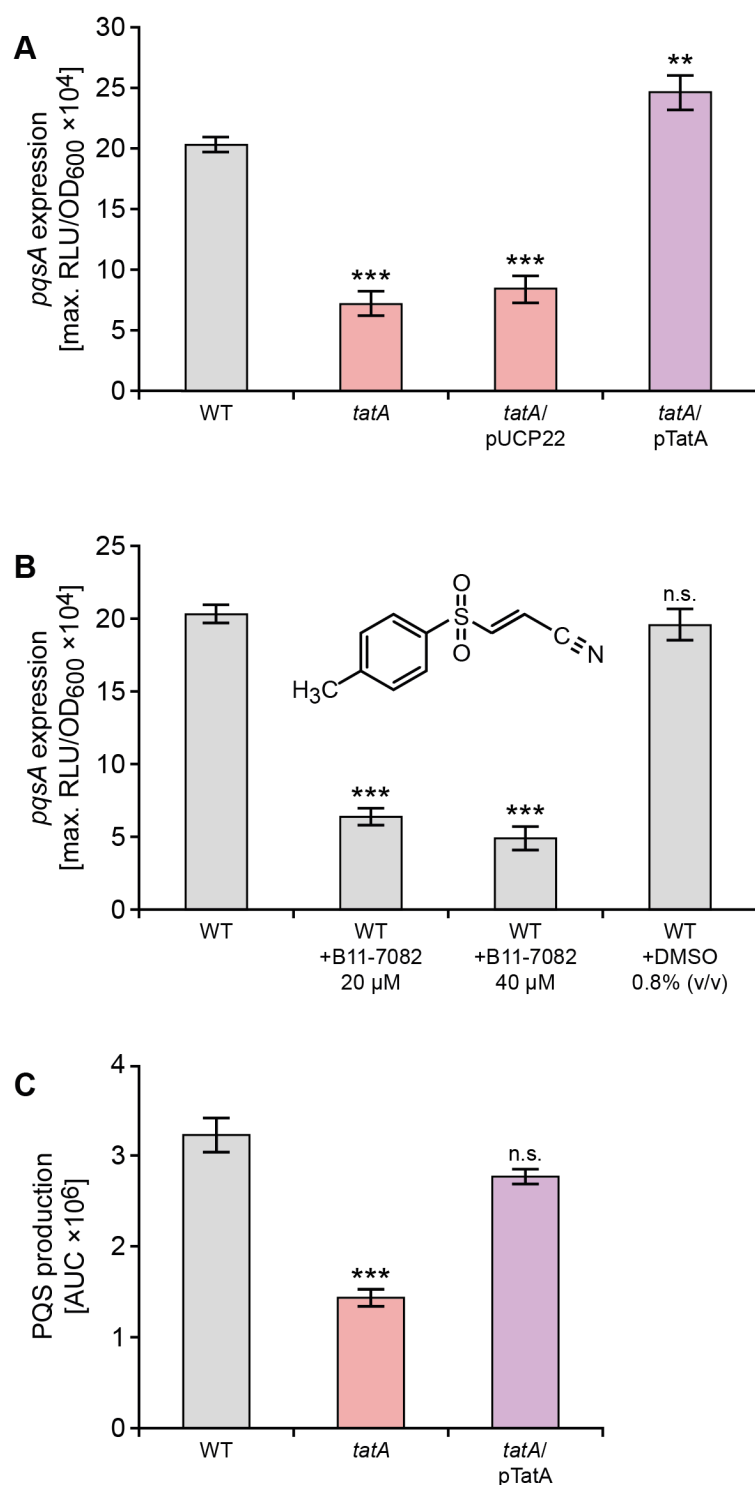 A
pqsA expression
[max. RLU/OD600 ×10⁴]
30
25
20
15
10
5
0
***
***
**
WT
tatA
tatA/
pUCP22
tatA/
pTatA
B
pqsA expression
[max. RLU/OD600 ×10⁴]
25
20
15
10
5
0
O
S
O
C
N
H3C
***
***
n.s.
WT
WT
+B11-7082
20 µM
WT
+B11-7082
40 µM
WT
+DMSO
0.8% (v/v)
C
PQS production
[AUC ×10⁶]
4
3
2
1
0
***
n.s.
WT
tatA
tatA/
pTatA